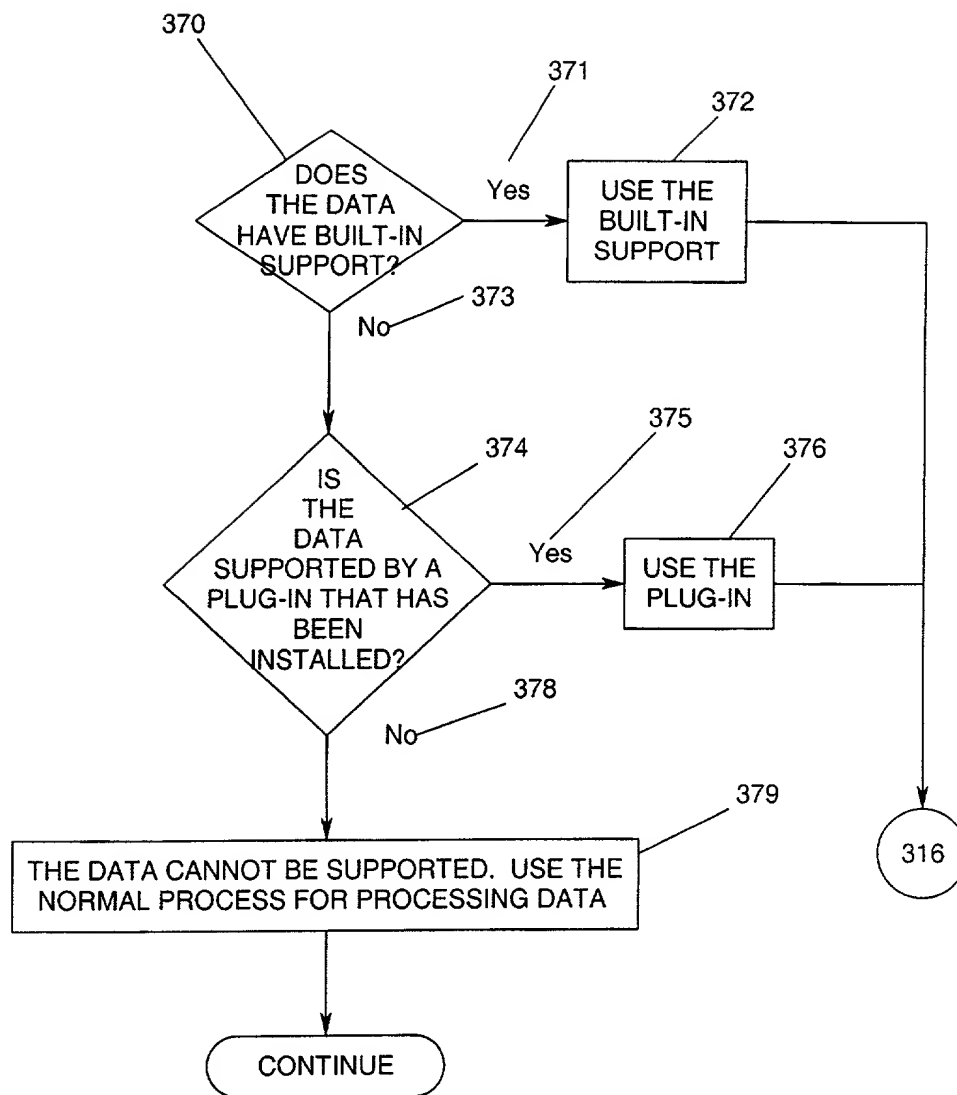 370
371
372
DOES
THE DATA
HAVE BUILT-IN
SUPPORT?
Yes
USE THE
BUILT-IN
SUPPORT
No
373
374
375
376
IS
THE
DATA
SUPPORTED BY A
PLUG-IN THAT HAS
BEEN
INSTALLED?
Yes
USE THE
PLUG-IN
No
378
379
THE DATA CANNOT BE SUPPORTED. USE THE
NORMAL PROCESS FOR PROCESSING DATA
316
CONTINUE